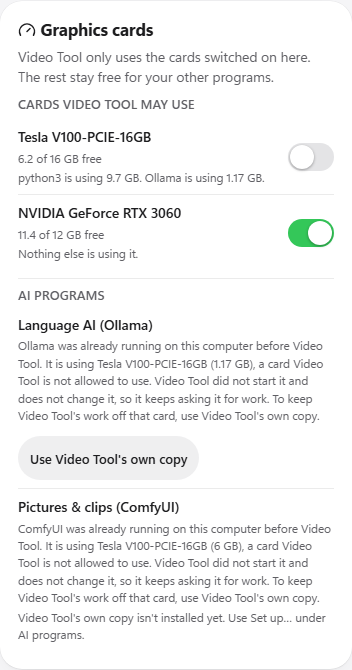 Graphics cards
Video Tool only uses the cards switched on here.
The rest stay free for your other programs.
CARDS VIDEO TOOL MAY USE
Tesla V100-PCIE-16GB
6.2 of 16 GB free
python3 is using 9.7 GB. Ollama is using 1.17 GB.
NVIDIA GeForce RTX 3060
11.4 of 12 GB free
Nothing else is using it.
AI PROGRAMS
Language AI (Ollama)
Ollama was already running on this computer before Video
Tool. It is using Tesla V100-PCIE-16GB (1.17 GB), a card Video
Tool is not allowed to use. Video Tool did not start it and
does not change it, so it keeps asking it for work. To keep
Video Tool's work off that card, use Video Tool's own copy.
Use Video Tool's own copy
Pictures & clips (ComfyUI)
ComfyUI was already running on this computer before Video
Tool. It is using Tesla V100-PCIE-16GB (6 GB), a card Video
Tool is not allowed to use. Video Tool did not start it and
does not change it, so it keeps asking it for work. To keep
Video Tool's work off that card, use Video Tool's own copy.
Video Tool's own copy isn't installed yet. Use Set up... under
AI programs.